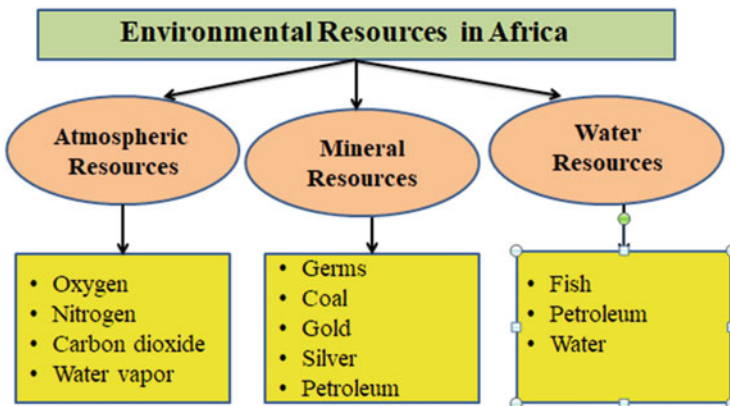 Environmental Resources in Africa
Atmospheric
Resources
Mineral
Resources
Water
Resources
• Oxygen
• Nitrogen
• Carbon dioxide
• Water vapor
• Germs
• Coal
• Gold
• Silver
• Petroleum
• Fish
• Petroleum
• Water